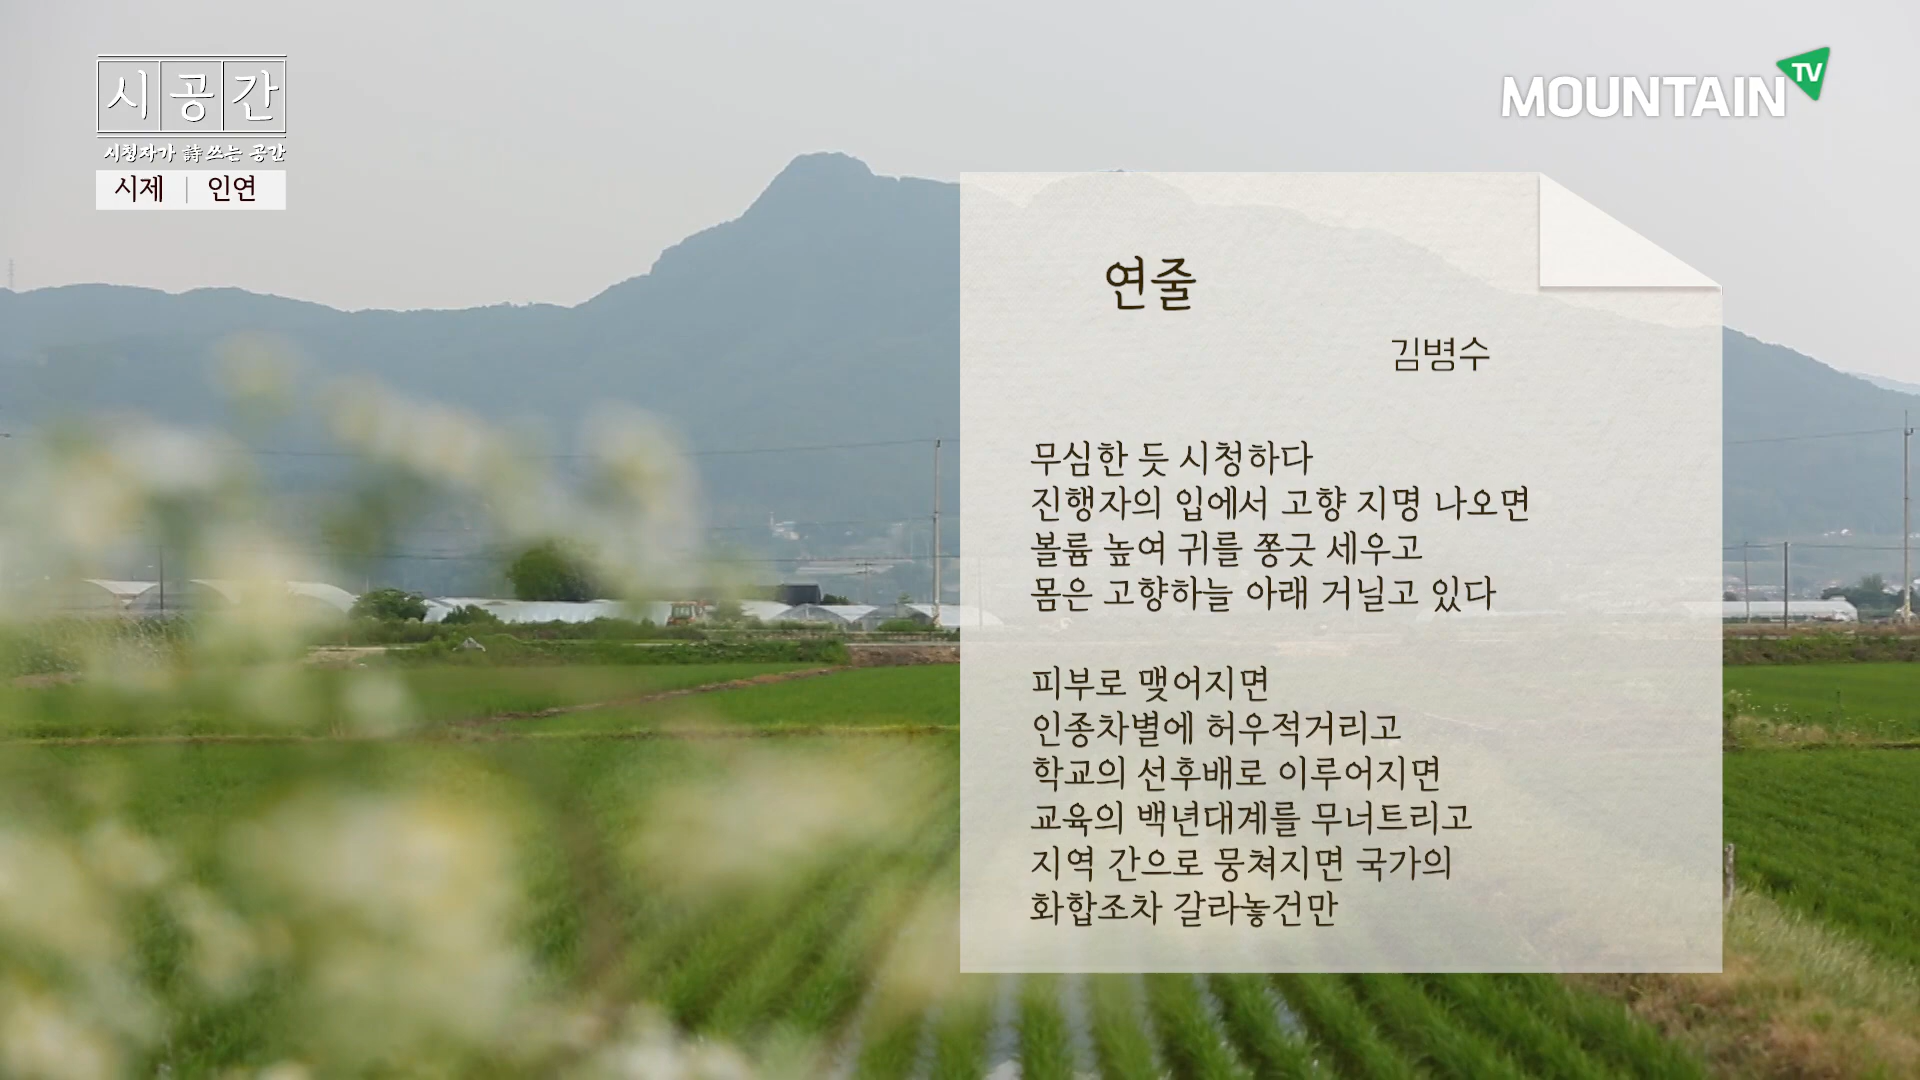 시공간
시청자가 詩 쓰는 공간
시제 | 인연
MOUNTAIN TV
연줄
김병수
무심한 듯 시청하다
진행자의 입에서 고향 지명 나오면
볼륨 높여 귀를 쫑긋 세우고
몸은 고향하늘 아래 거닐고 있다
피부로 맺어지면
인종차별에 허우적거리고
학교의 선후배로 이루어지면
교육의 백년대계를 무너트리고
지역 간으로 뭉쳐지면 국가의
화합조차 갈라놓건만